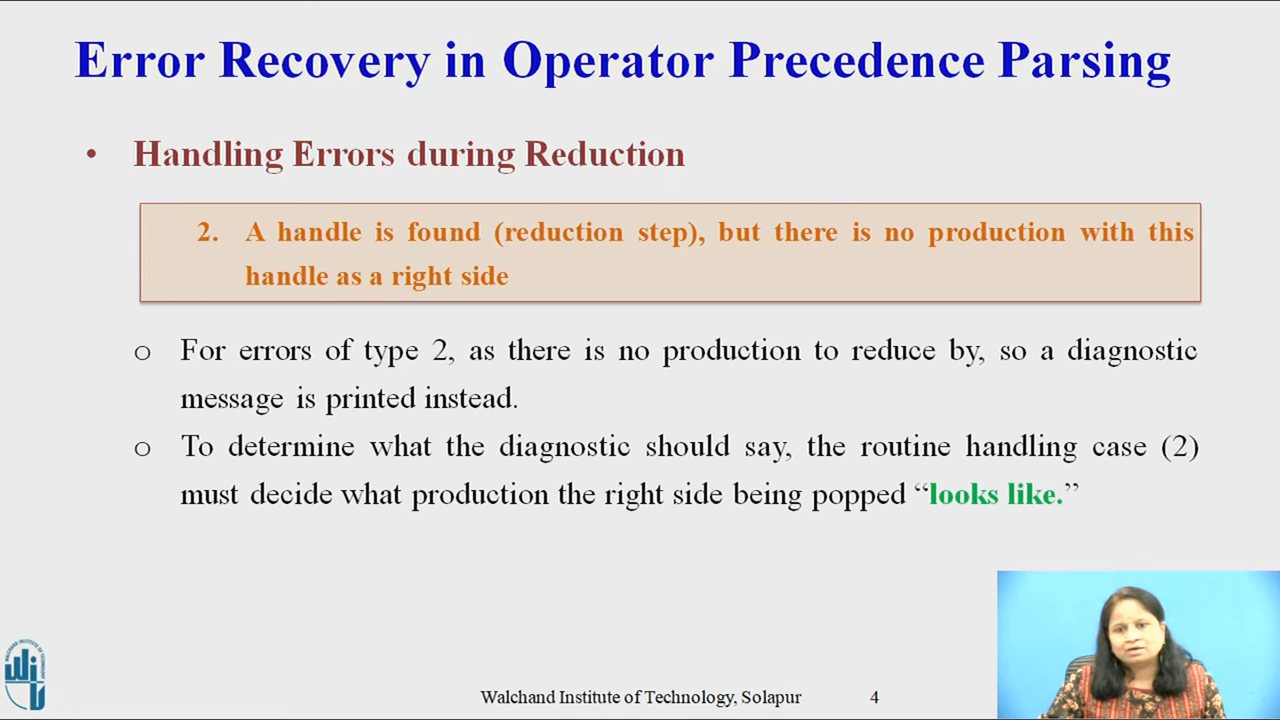 Error Recovery in Operator Precedence Parsing
• Handling Errors during Reduction
2. A handle is found (reduction step), but there is no production with this
handle as a right side
o For errors of type 2, as there is no production to reduce by, so a diagnostic
message is printed instead.
o To determine what the diagnostic should say, the routine handling case (2)
must decide what production the right side being popped “looks like.”
Walchand Institute of Technology, Solapur 4